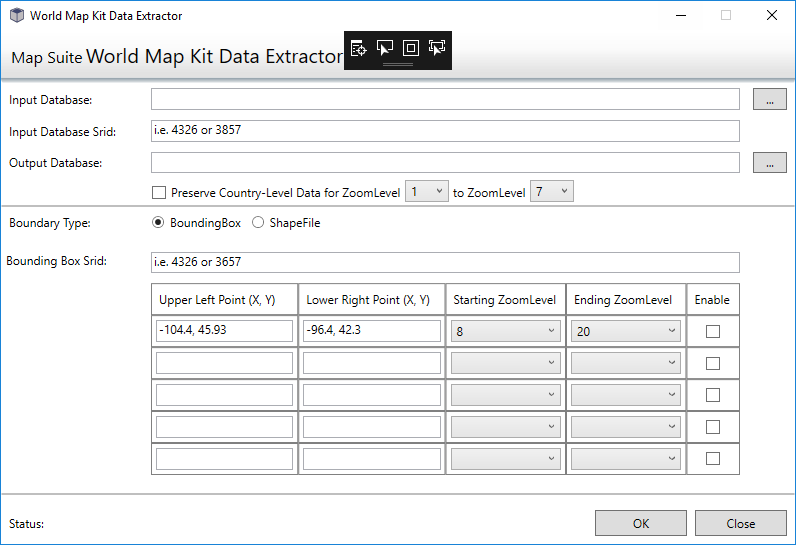 World Map Kit Data Extractor
Map Suite World Map Kit Data Extractor
Input Database:
...
Input Database Srid:
i.e. 4326 or 3857
Output Database:
...
Preserve Country-Level Data for ZoomLevel 1 to ZoomLevel 7
Boundary Type: BoundingBox ShapeFile
Bounding Box Srid:
i.e. 4326 or 3657
Upper Left Point (X, Y) Lower Right Point (X, Y) Starting ZoomLevel Ending ZoomLevel Enable
-104.4, 45.93 -96.4, 42.3 8 20
Status:
OK Close